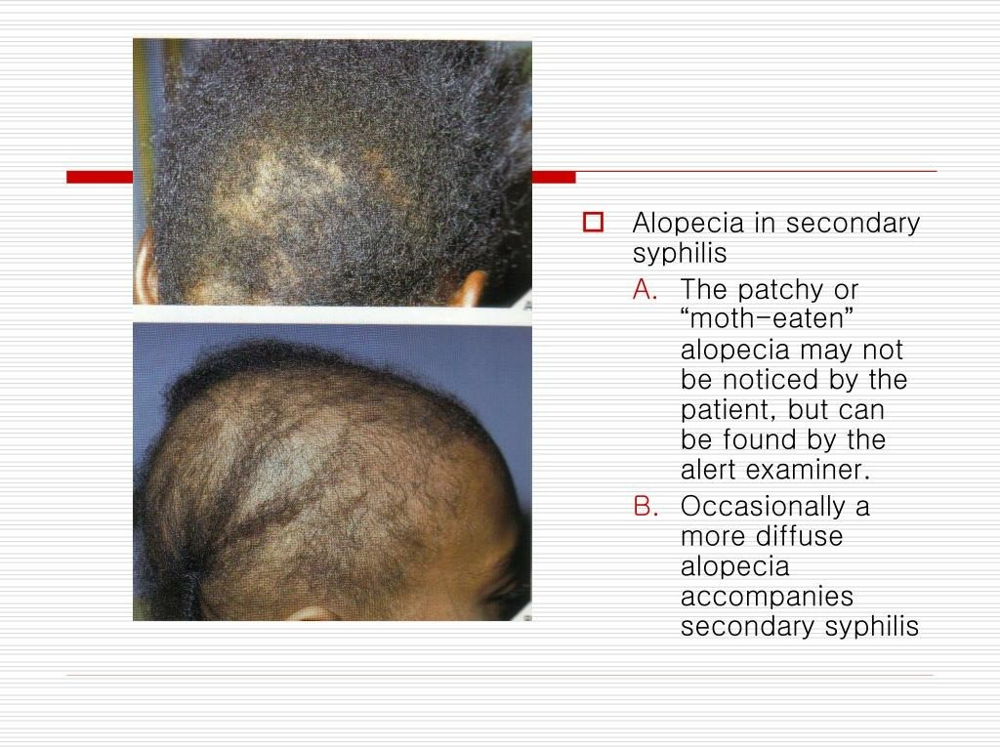 Alopecia in secondary
syphilis
A. The patchy or
“moth-eaten”
alopecia may not
be noticed by the
patient, but can
be found by the
alert examiner.
B. Occasionally a
more diffuse
alopecia
accompanies
secondary syphilis